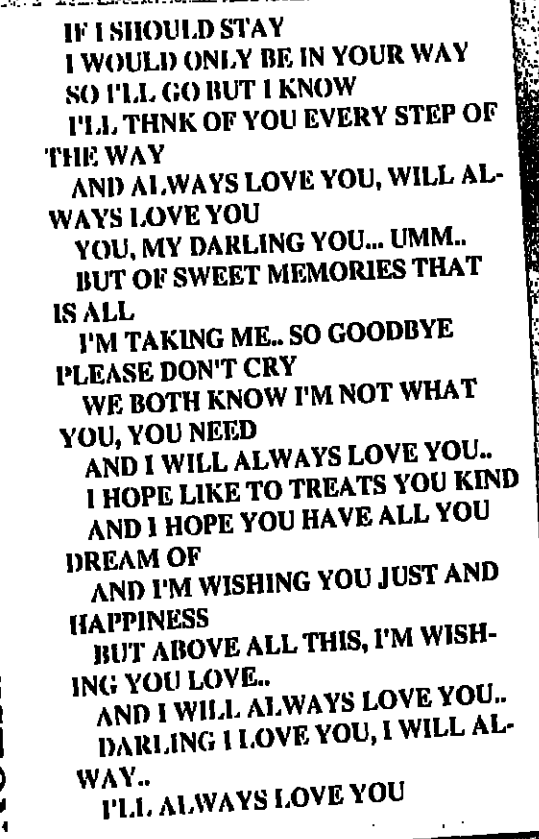 IF I SHOULD STAY
I WOULD ONLY BE IN YOUR WAY
SO I'LL GO BUT I KNOW
I'LL THNK OF YOU EVERY STEP OF
THE WAY
AND ALWAYS LOVE YOU, WILL AL-
WAYS LOVE YOU
YOU, MY DARLING YOU... UMM..
BUT OF SWEET MEMORIES THAT
IS ALL
I'M TAKING ME.. SO GOODBYE
PLEASE DON'T CRY
WE BOTH KNOW I'M NOT WHAT
YOU, YOU NEED
AND I WILL ALWAYS LOVE YOU..
I HOPE LIKE TO TREATS YOU KIND
AND I HOPE YOU HAVE ALL YOU
DREAM OF
AND I'M WISHING YOU JUST AND
HAPPINESS
BUT ABOVE ALL THIS, I'M WISH-
ING YOU LOVE..
AND I WILL ALWAYS LOVE YOU..
DARLING I LOVE YOU, I WILL AL-
WAY..
I'LL ALWAYS LOVE YOU